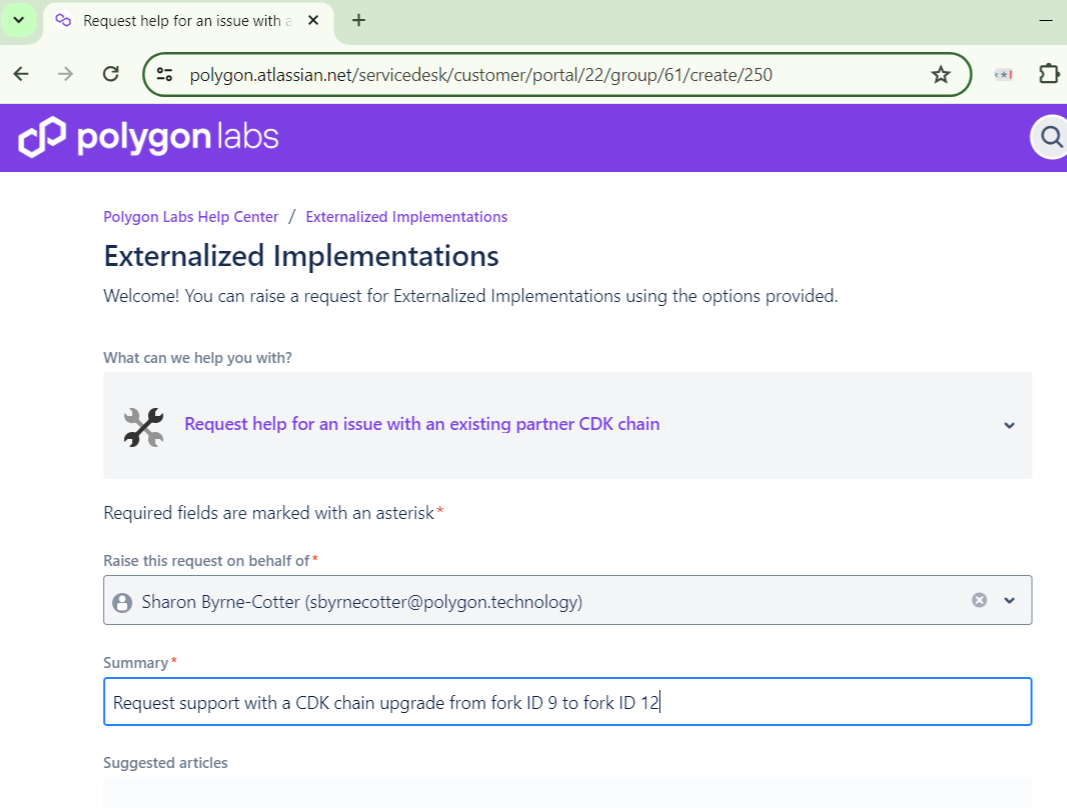 Request help for an issue with a
polygon.atlassian.net/servicedesk/customer/portal/22/group/61/create/250
polygon labs
Polygon Labs Help Center / Externalized Implementations
Externalized Implementations
Welcome! You can raise a request for Externalized Implementations using the options provided.
What can we help you with?
Request help for an issue with an existing partner CDK chain
Required fields are marked with an asterisk*
Raise this request on behalf of*
Sharon Byrne-Cotter (sbyrnecotter@polygon.technology)
Summary*
Request support with a CDK chain upgrade from fork ID 9 to fork ID 12
Suggested articles